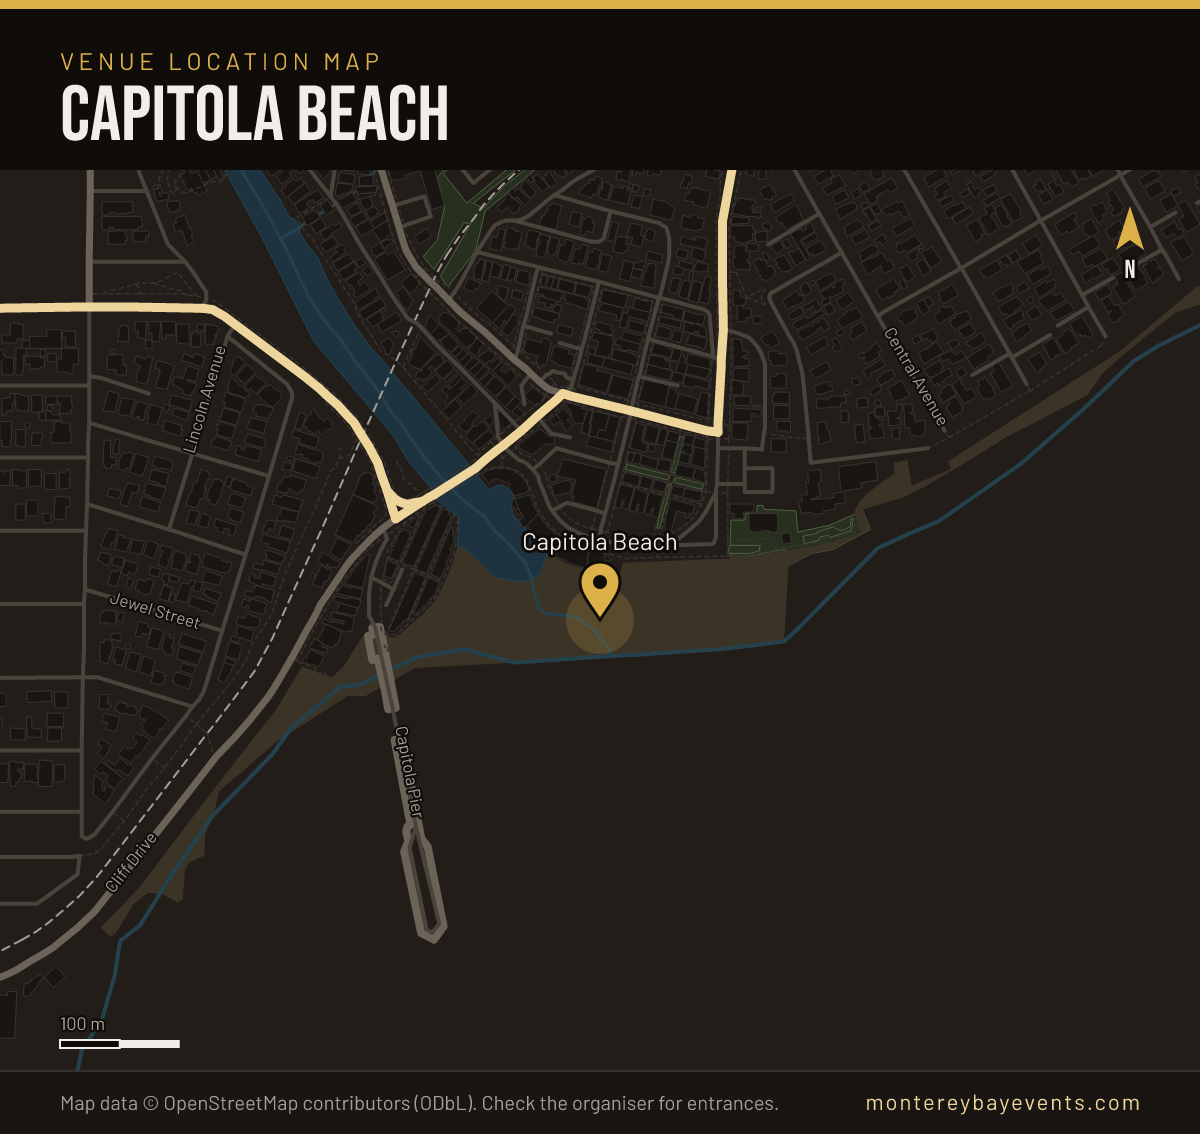 VENUE LOCATION MAP
CAPITOLA BEACH
N
Central Avenue
Lincoln Avenue
Capitola Beach
Jewel Street
Capitola Pier
Cliff Drive
100 m
Map data © OpenStreetMap contributors (ODbL). Check the organiser for entrances.
montereybayevents.com